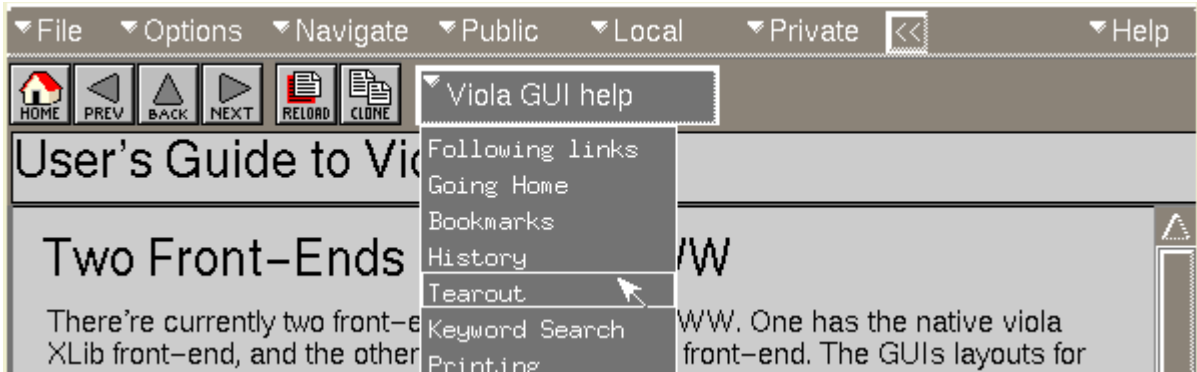 File Options Navigate Public Local Private << Help
HOME PREV BACK NEXT RELOAD CLONE Viola GUI help
User's Guide to Vio
Following links
Going Home
Bookmarks
History
Tearout
Keyword Search
Printing
Two Front-Ends WW
There're currently two front-e WW. One has the native viola
XLib front-end, and the other front-end. The GUIs layouts for